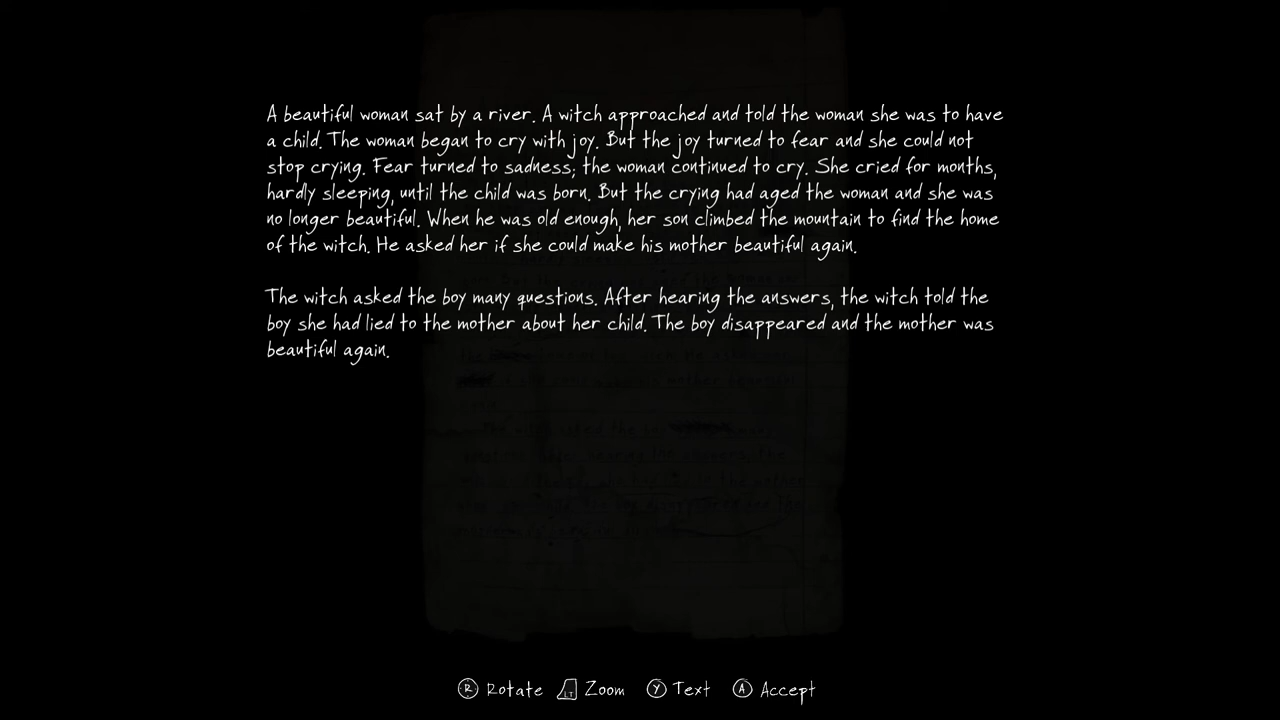 A beautiful woman sat by a river. A witch approached and told the woman she was to have
a child. The woman began to cry with joy. But the joy turned to fear and she could not
stop crying. Fear turned to sadness; the woman continued to cry. She cried for months,
hardly sleeping, until the child was born. But the crying had aged the woman and she was
no longer beautiful. When he was old enough, her son climbed the mountain to find the home
of the witch. He asked her if she could make his mother beautiful again.
The witch asked the boy many questions. After hearing the answers, the witch told the
boy she had lied to the mother about her child. The boy disappeared and the mother was
beautiful again.
R Rotate LT Zoom Y Text A Accept